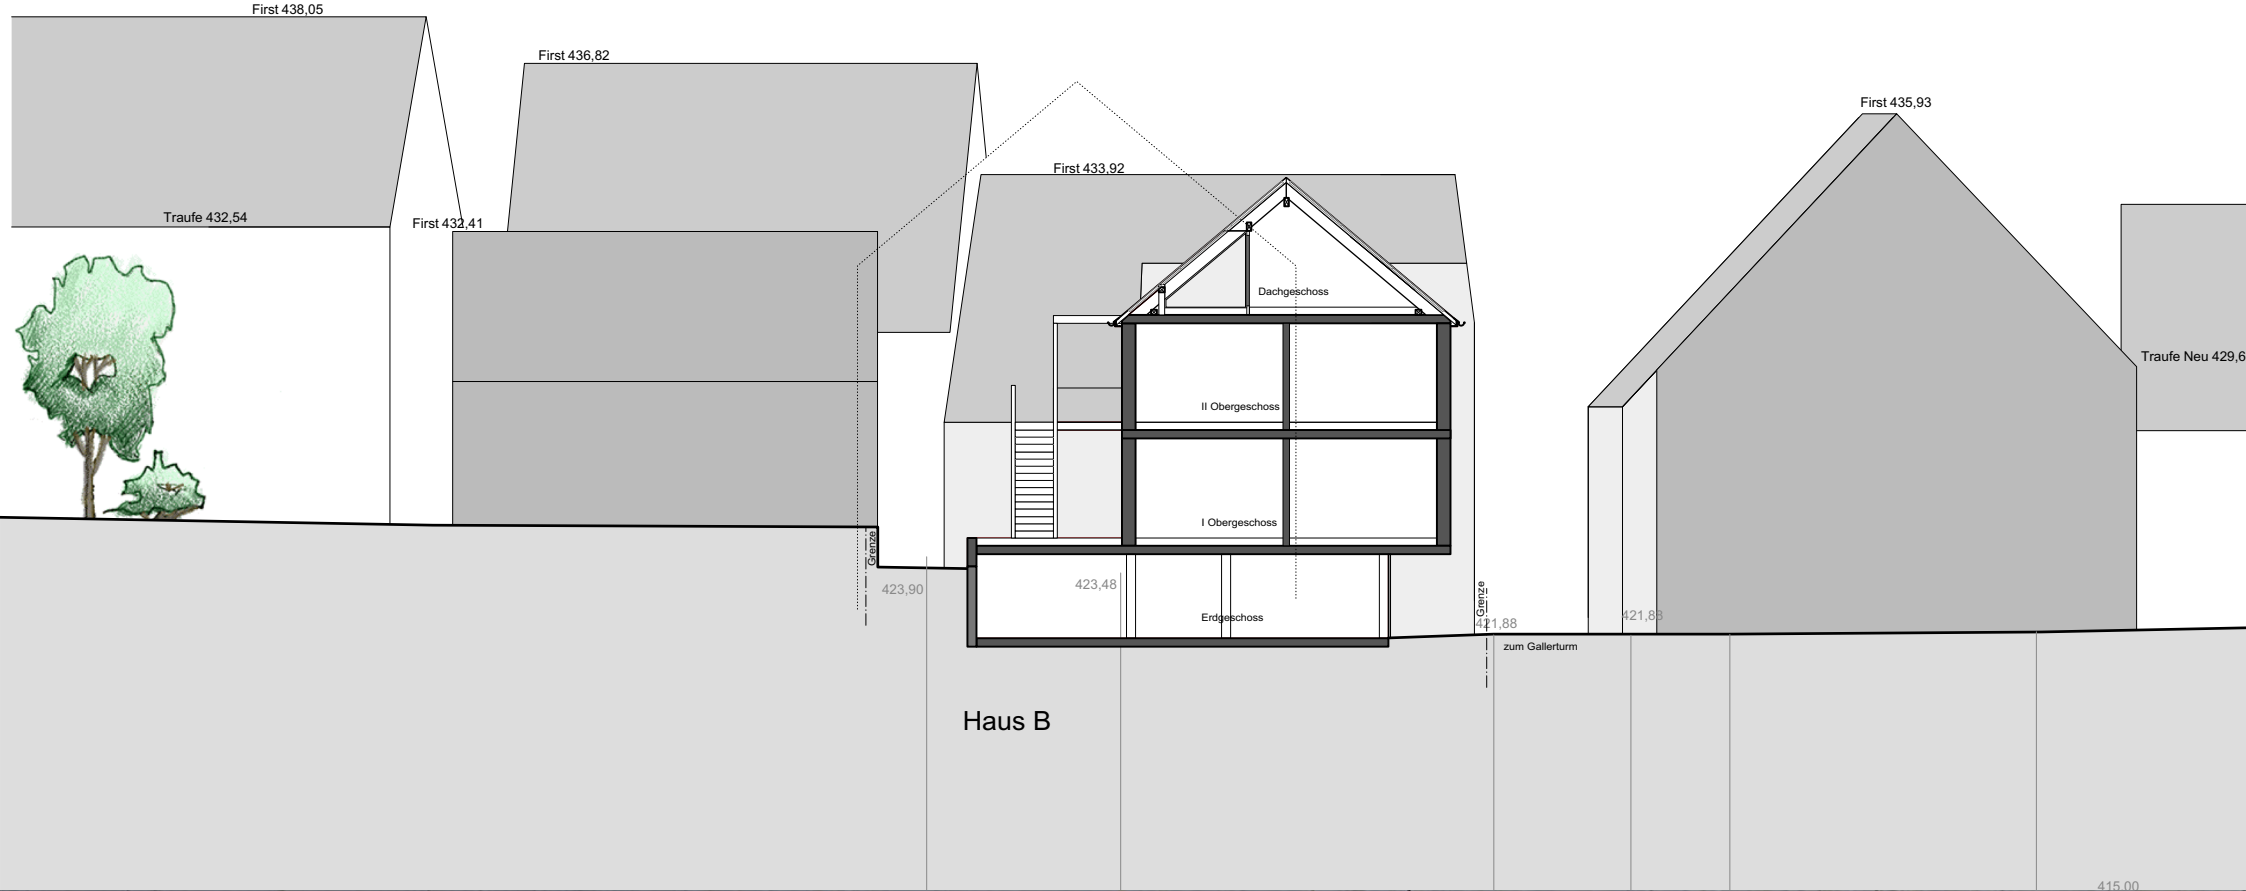 First 438,05
First 436,82
First 435,93
First 433,92
Traufe 432,54
First 432,41
Dachgeschoss
Traufe Neu 429,6
II Obergeschoss
I Obergeschoss
Grenze
423,90
423,48
Grenze
Erdgeschoss
421,88
421,88
zum Gallerturm
Haus B
415,00